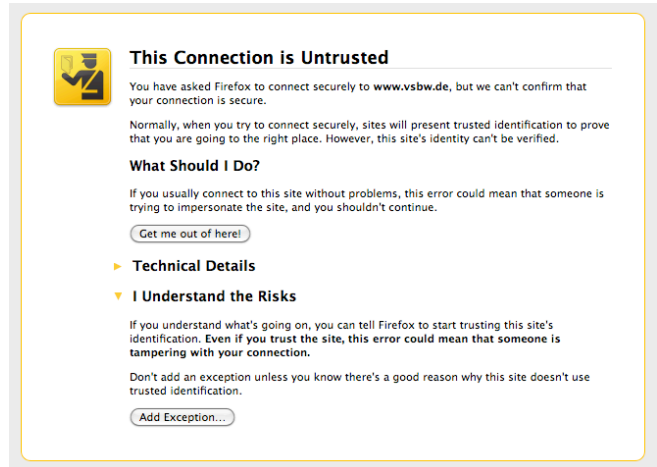 This Connection is Untrusted
You have asked Firefox to connect securely to www.vsbw.de, but we can't confirm that
your connection is secure.
Normally, when you try to connect securely, sites will present trusted identification to prove
that you are going to the right place. However, this site's identity can't be verified.
What Should I Do?
If you usually connect to this site without problems, this error could mean that someone is
trying to impersonate the site, and you shouldn't continue.
Get me out of here!
Technical Details
I Understand the Risks
If you understand what's going on, you can tell Firefox to start trusting this site's
identification. Even if you trust the site, this error could mean that someone is
tampering with your connection.
Don't add an exception unless you know there's a good reason why this site doesn't use
trusted identification.
Add Exception...